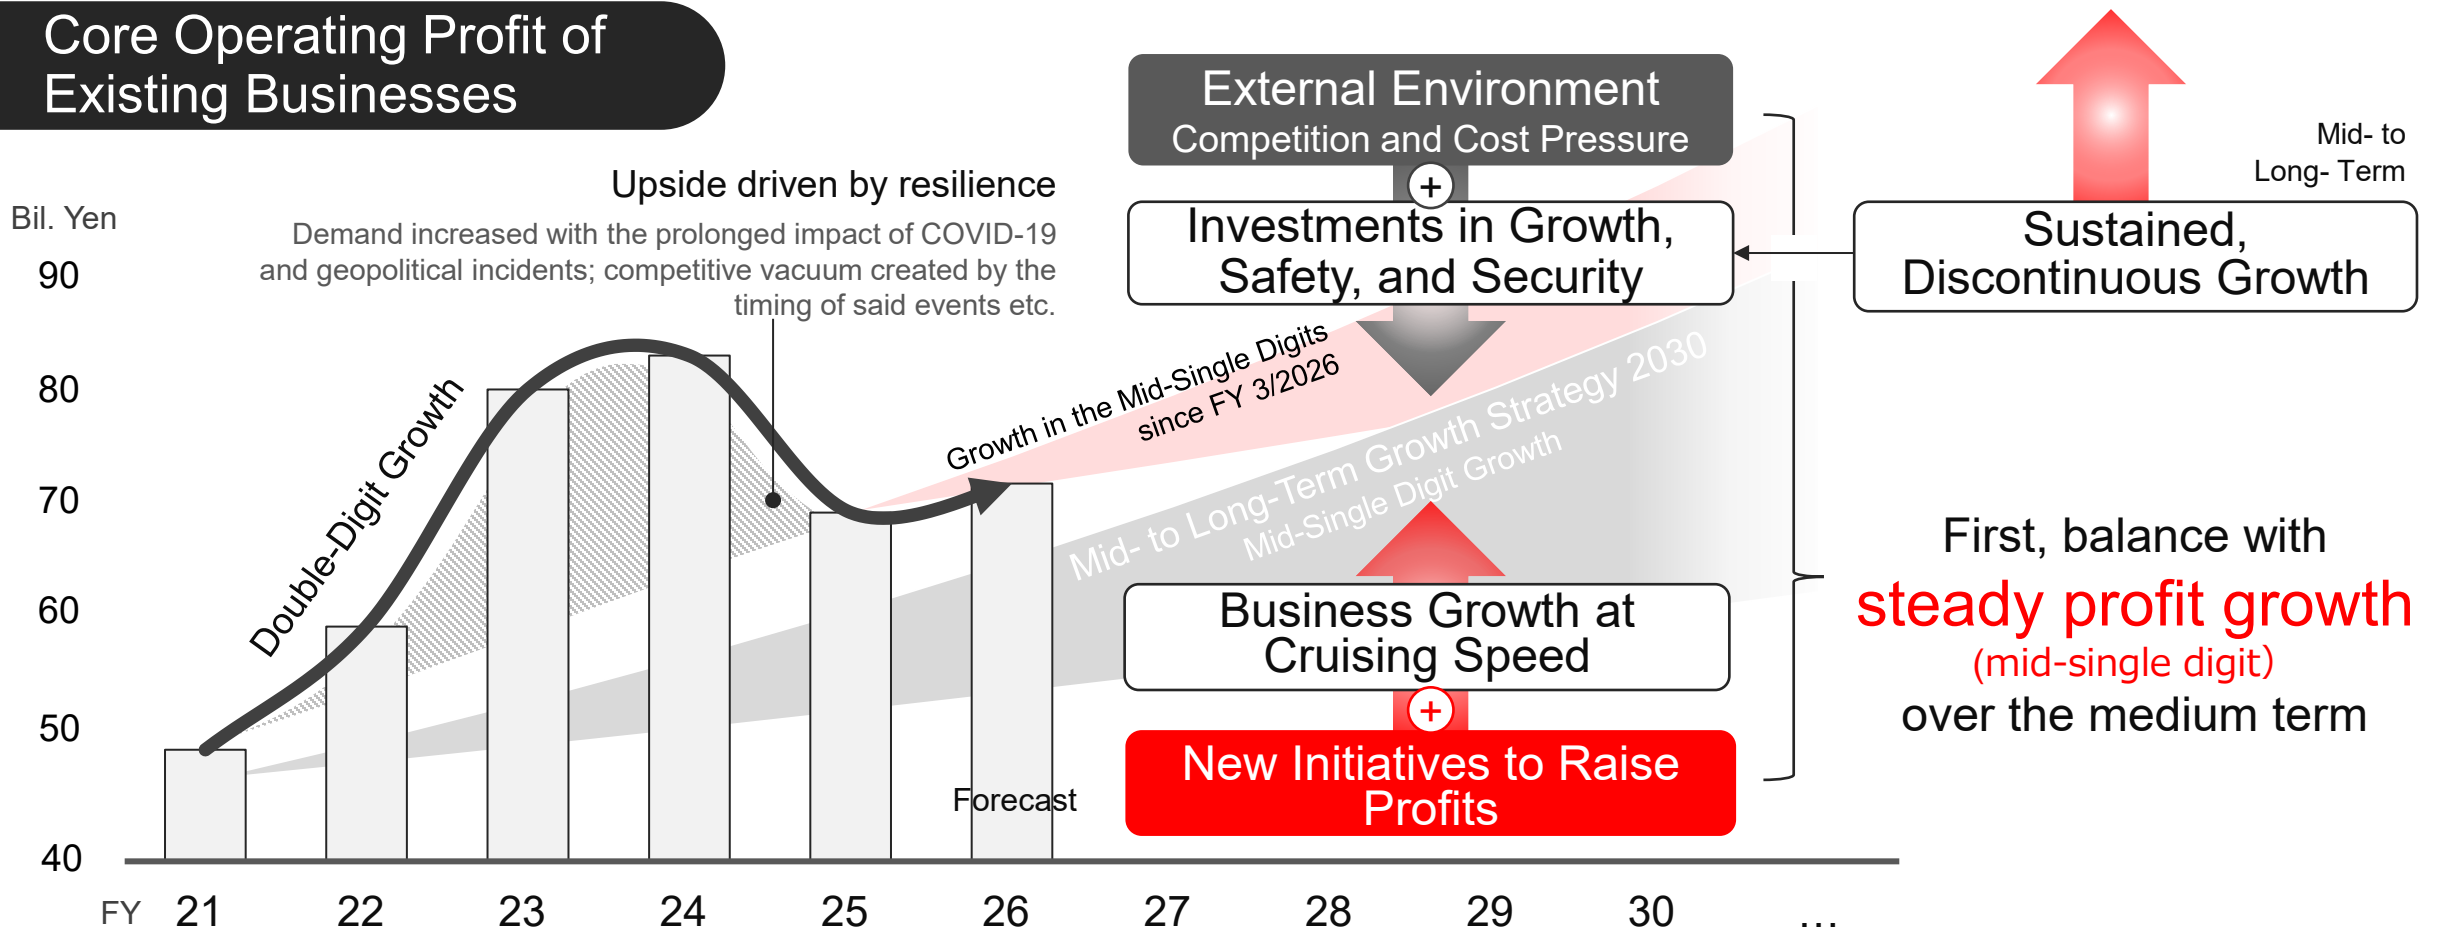 Core Operating Profit of
Existing Businesses
External Environment
Competition and Cost Pressure
+
Investments in Growth,
Safety, and Security
Mid- to
Long- Term
Sustained,
Discontinuous Growth
Upside driven by resilience
Demand increased with the prolonged impact of COVID-19
and geopolitical incidents; competitive vacuum created by the
timing of said events etc.
Bil. Yen
90
80
70
60
50
40
Double-Digit Growth
Growth in the Mid-Single Digits
since FY 3/2026
Mid- to Long-Term Growth Strategy 2030
Mid-Single Digit Growth
Business Growth at
Cruising Speed
+
New Initiatives to Raise
Profits
First, balance with
steady profit growth
(mid-single digit)
over the medium term
Forecast
FY 21 22 23 24 25 26 27 28 29 30 ...